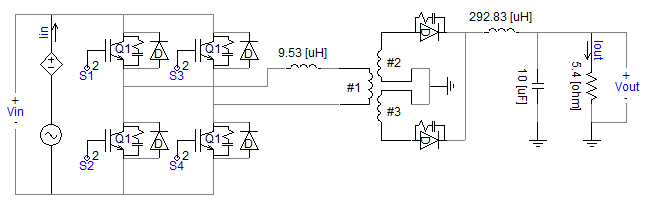 Iin
+
Vin
-
S1
2
Q1
D
S3
2
Q1
D
S2
2
Q1
D
S4
2
Q1
D
9.53 [uH]
#1
#2
#3
D
D
292.83 [uH]
10 [uF]
5.4 [ohm]
Iout
+
Vout
-